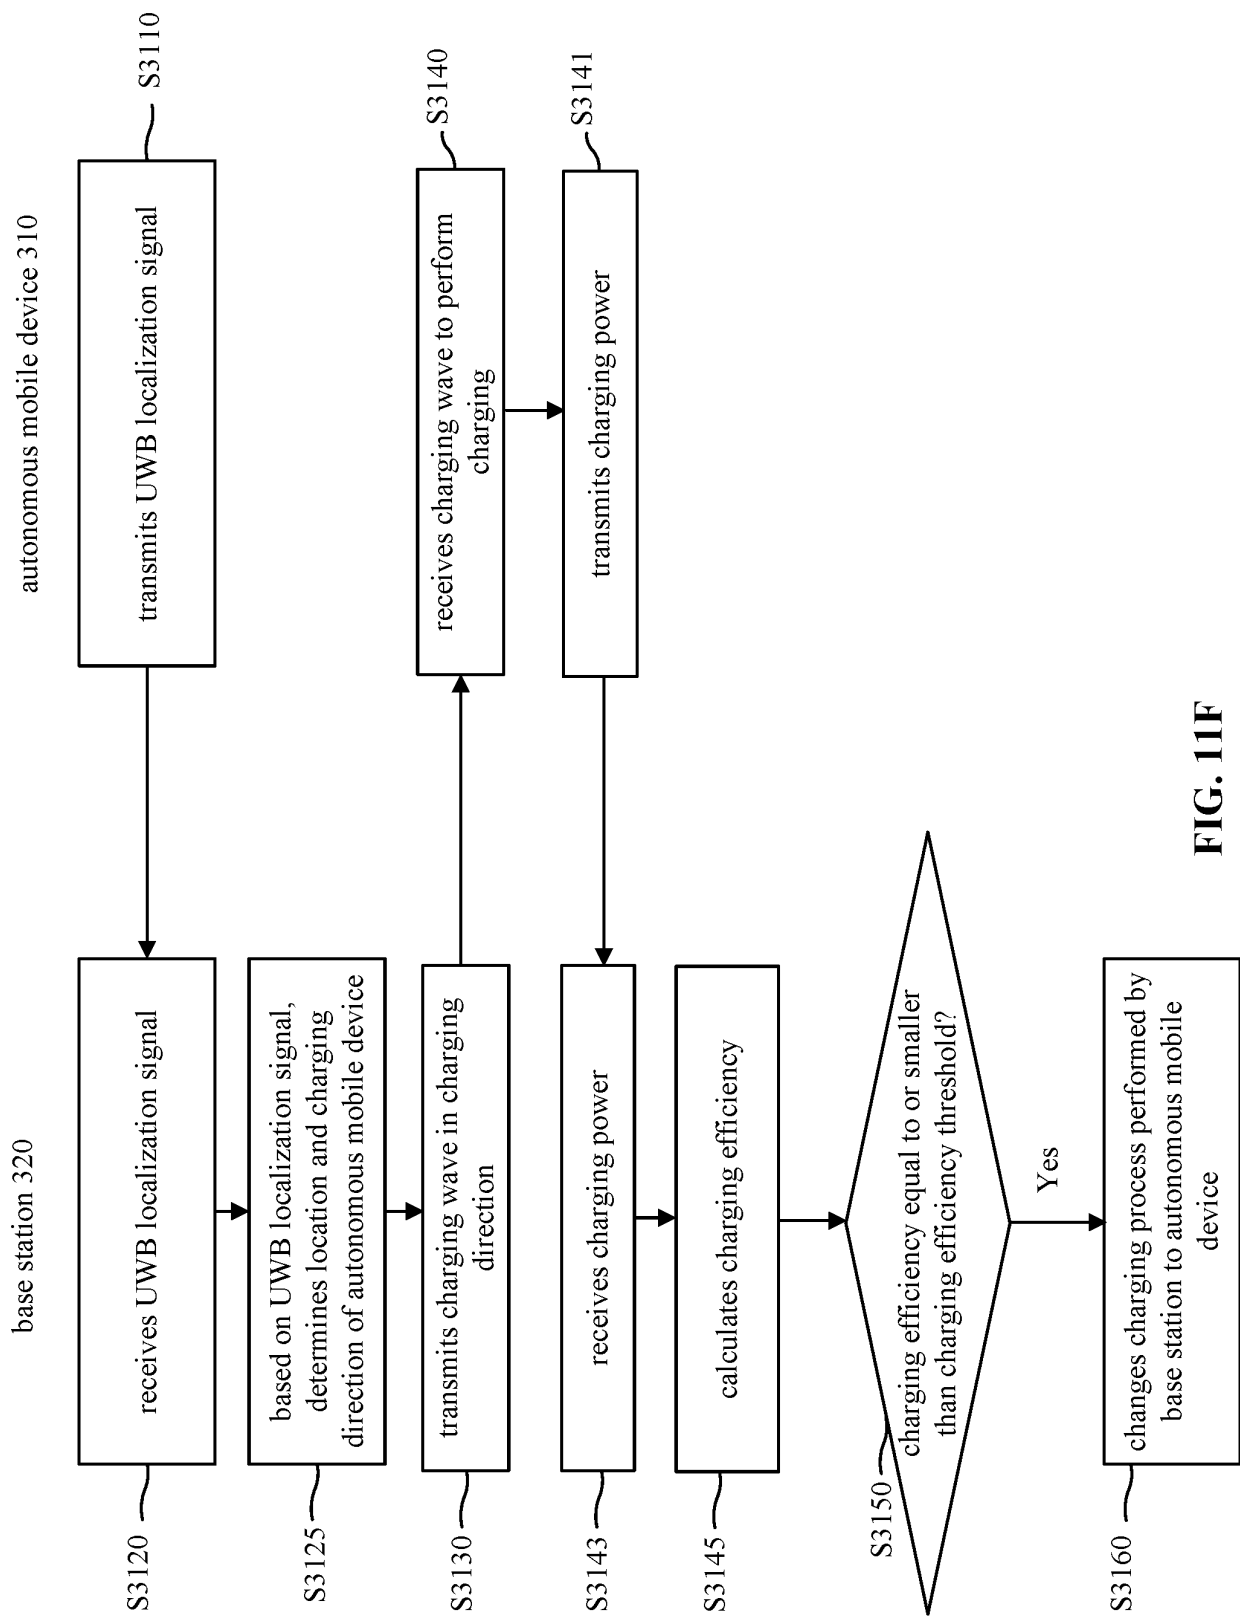 base station 320
autonomous mobile device 310
S3110
transmits UWB localization signal
S3120
receives UWB localization signal
S3125
based on UWB localization signal,
determines location and charging
direction of autonomous mobile device
S3130
transmits charging wave in charging
direction
S3140
receives charging wave to perform
charging
S3141
transmits charging power
S3143
receives charging power
S3145
calculates charging efficiency
S3150
charging efficiency equal to or smaller
than charging efficiency threshold?
Yes
S3160
changes charging process performed by
base station to autonomous mobile
device
FIG. 11F